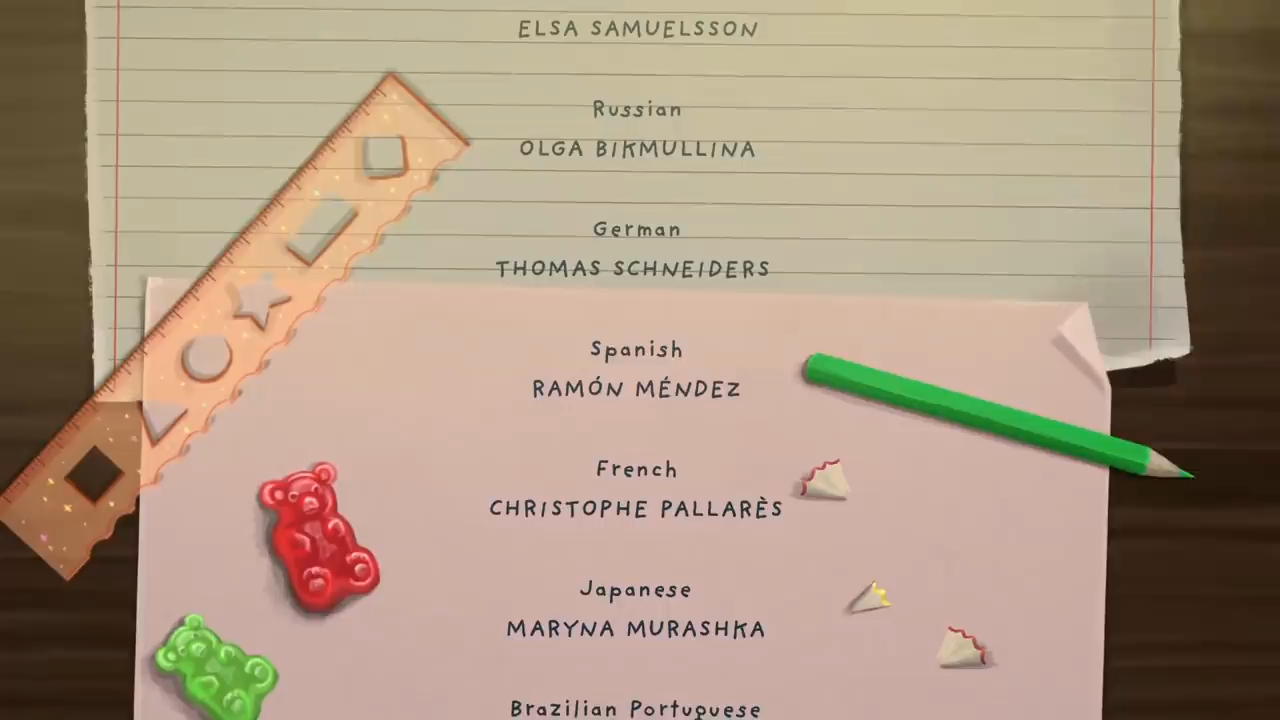 ELSA SAMUELSSON
Russian
OLGA BIKMULLINA
German
THOMAS SCHNEIDERS
Spanish
RAMÓN MÉNDEZ
French
CHRISTOPHE PALLARÈS
Japanese
MARYNA MURASHKA
Brazilian Portuguese